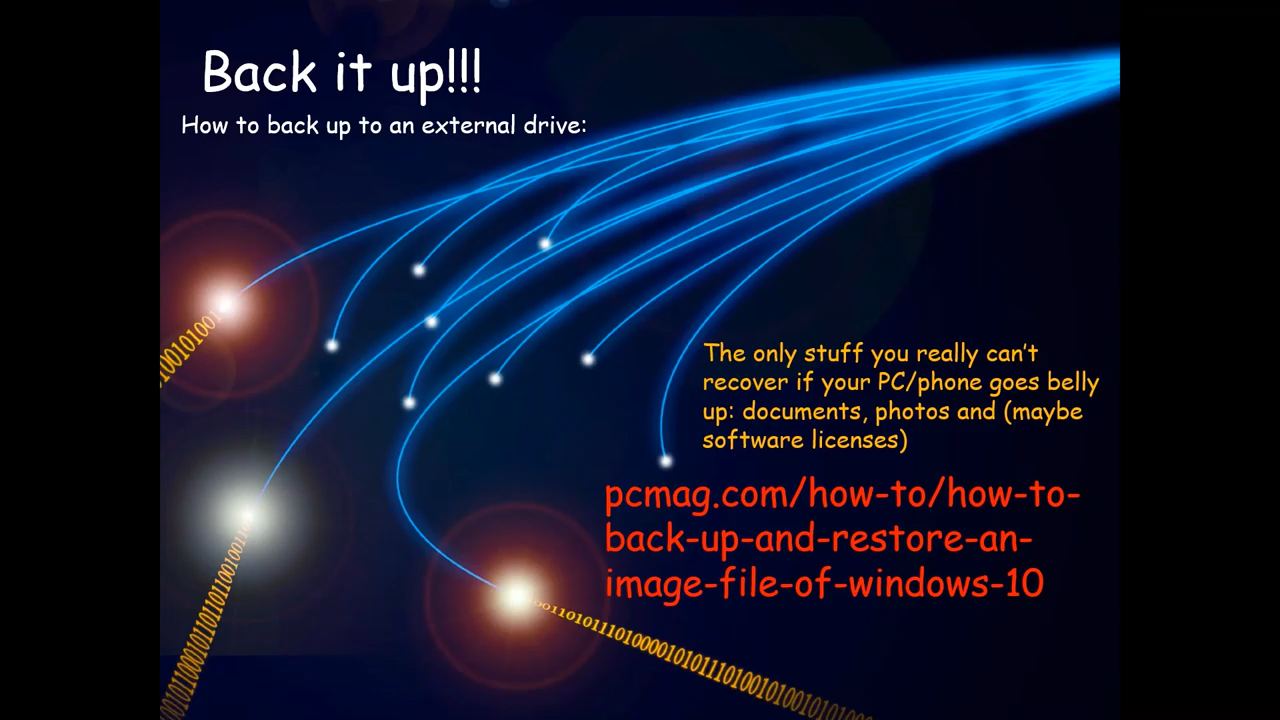 Back it up!!!
How to back up to an external drive:
The only stuff you really can't
recover if your PC/phone goes belly
up: documents, photos and (maybe
software licenses)
pcmag.com/how-to/how-to-
back-up-and-restore-an-
image-file-of-windows-10